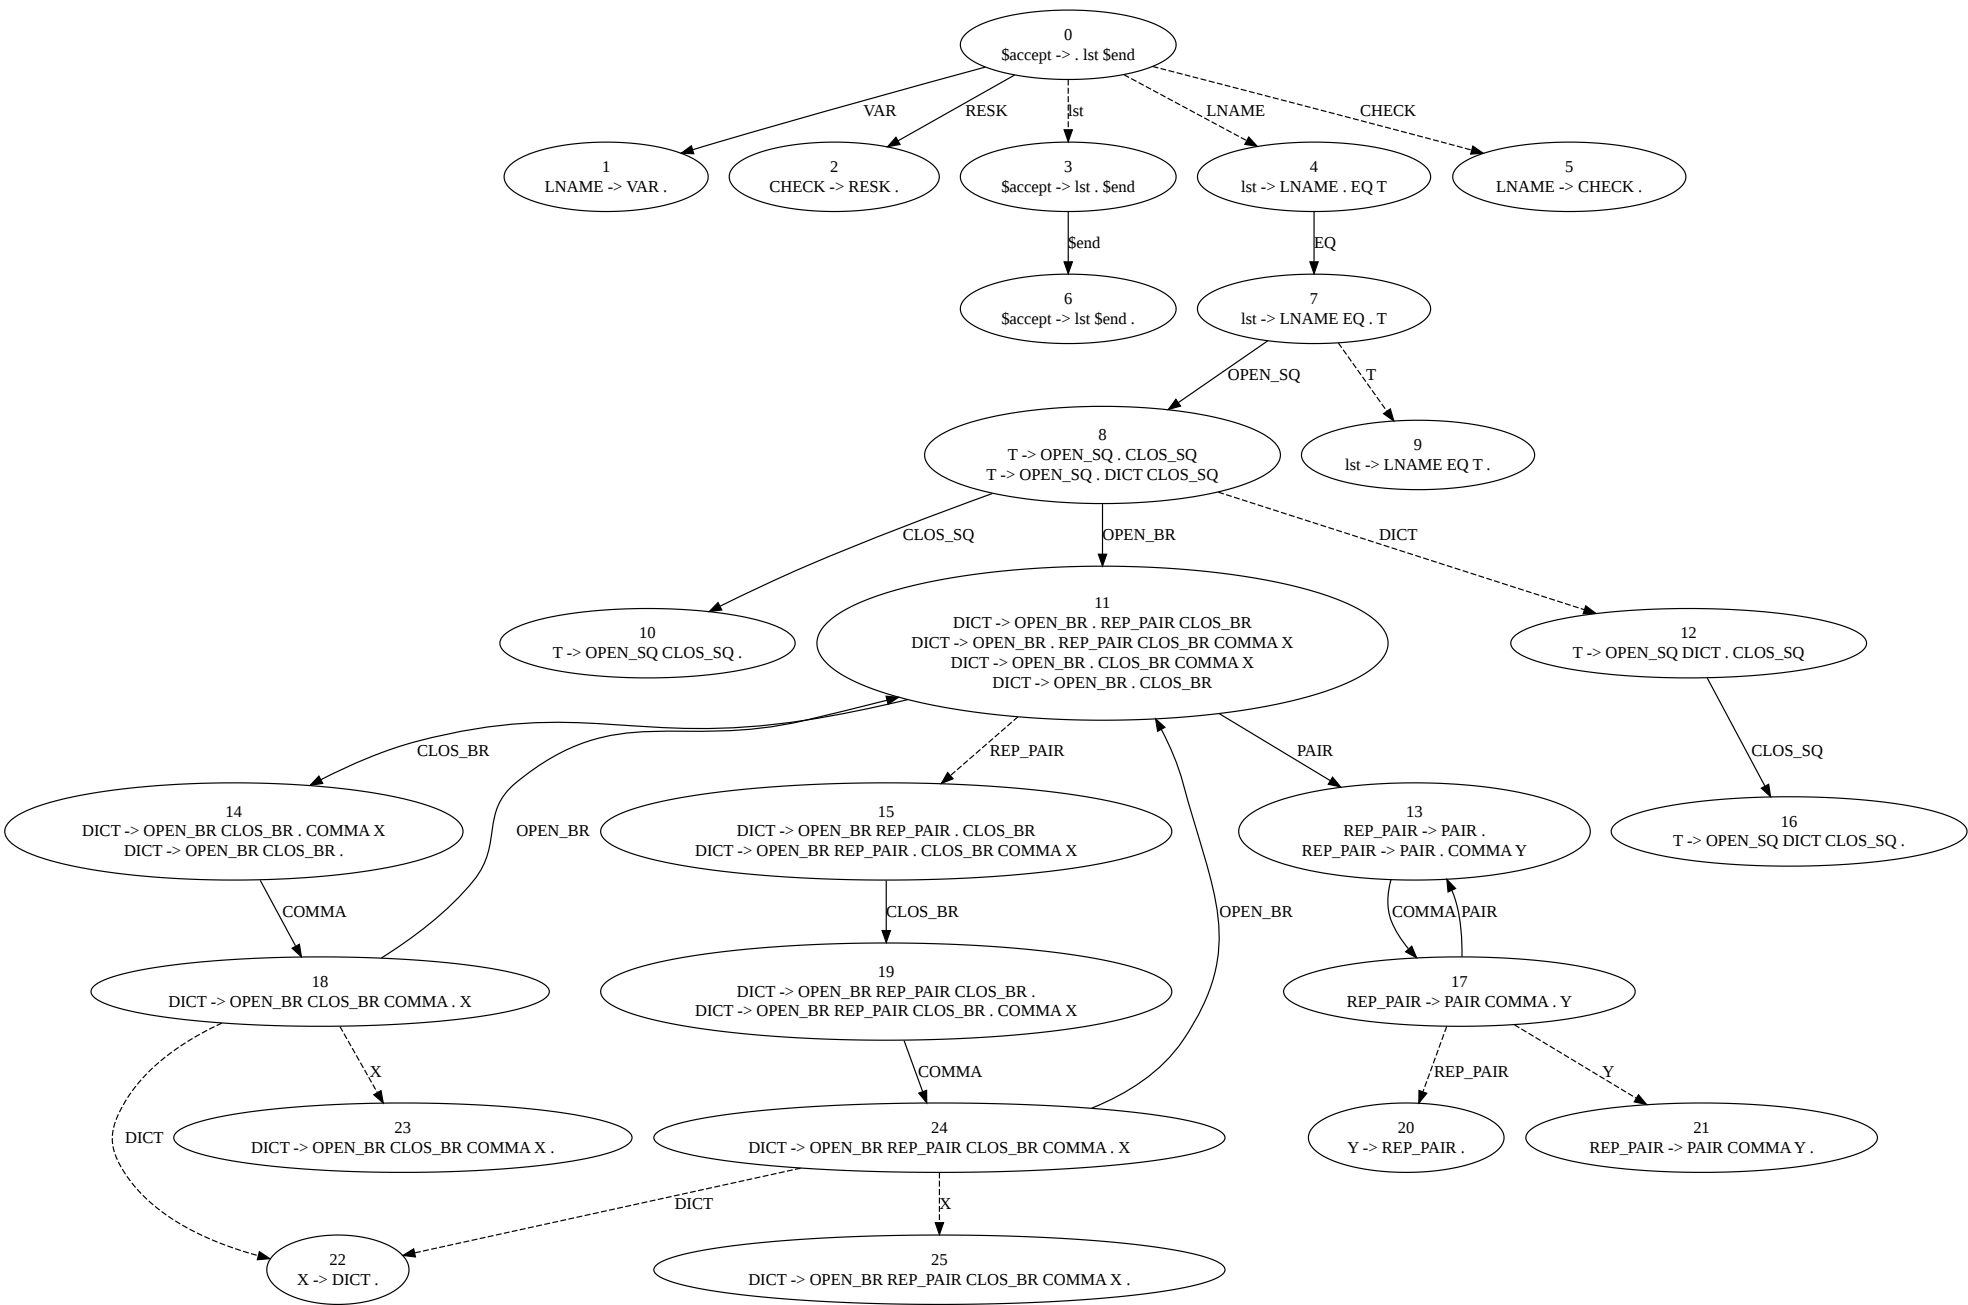 0
$accept -> . lst $end
VAR
RESK
lst
LNAME
CHECK
1
LNAME -> VAR .
2
CHECK -> RESK .
3
$accept -> lst . $end
4
lst -> LNAME . EQ T
5
LNAME -> CHECK .
$end
EQ
6
$accept -> lst $end .
7
lst -> LNAME EQ . T
OPEN_SQ
T
8
T -> OPEN_SQ . CLOS_SQ
T -> OPEN_SQ . DICT CLOS_SQ
9
lst -> LNAME EQ T .
CLOS_SQ
OPEN_BR
DICT
10
T -> OPEN_SQ CLOS_SQ .
11
DICT -> OPEN_BR . REP_PAIR CLOS_BR
DICT -> OPEN_BR . REP_PAIR CLOS_BR COMMA X
DICT -> OPEN_BR . CLOS_BR COMMA X
DICT -> OPEN_BR . CLOS_BR
12
T -> OPEN_SQ DICT . CLOS_SQ
CLOS_BR
REP_PAIR
PAIR
CLOS_SQ
14
DICT -> OPEN_BR CLOS_BR . COMMA X
DICT -> OPEN_BR CLOS_BR .
OPEN_BR
15
DICT -> OPEN_BR REP_PAIR . CLOS_BR
DICT -> OPEN_BR REP_PAIR . CLOS_BR COMMA X
13
REP_PAIR -> PAIR .
REP_PAIR -> PAIR . COMMA Y
16
T -> OPEN_SQ DICT CLOS_SQ .
COMMA
CLOS_BR
OPEN_BR
COMMA
PAIR
18
DICT -> OPEN_BR CLOS_BR COMMA . X
19
DICT -> OPEN_BR REP_PAIR CLOS_BR .
DICT -> OPEN_BR REP_PAIR CLOS_BR . COMMA X
17
REP_PAIR -> PAIR COMMA . Y
X
COMMA
REP_PAIR
Y
DICT
23
DICT -> OPEN_BR CLOS_BR COMMA X .
24
DICT -> OPEN_BR REP_PAIR CLOS_BR COMMA . X
20
Y -> REP_PAIR .
21
REP_PAIR -> PAIR COMMA Y .
DICT
X
22
X -> DICT .
25
DICT -> OPEN_BR REP_PAIR CLOS_BR COMMA X .